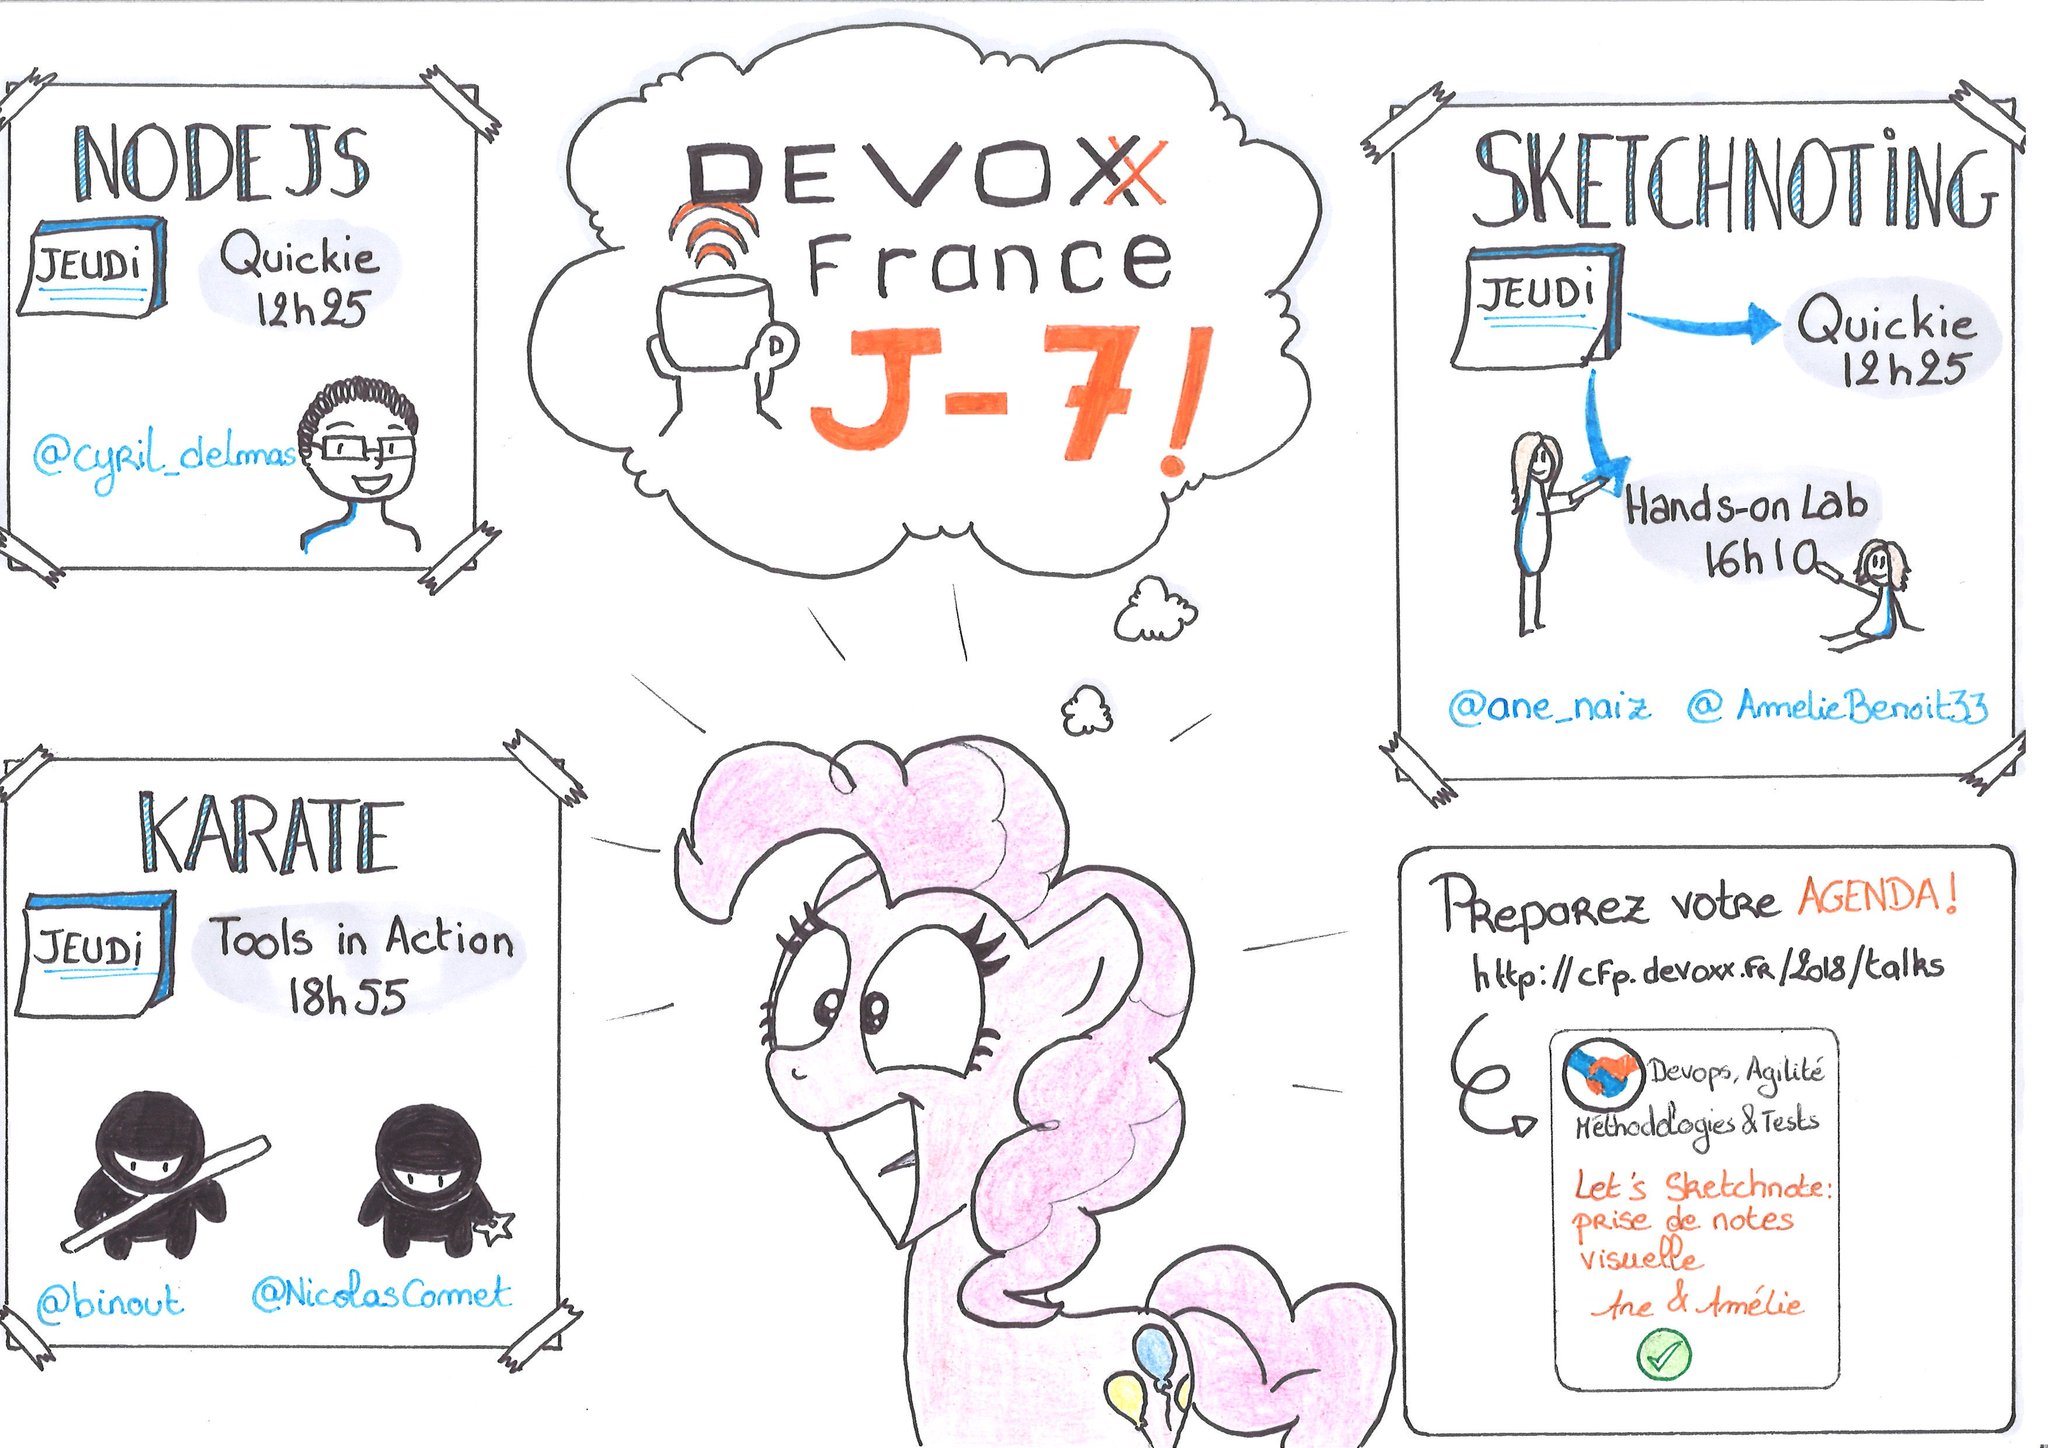 NODEJS
JEUDi
Quickie
12h25
@cyril_delmas
DEVOXX
France
J-7!
D
SKETCHNOTiNG
JEUDi
Quickie
12h25
Hands-on Lab
16h10
@ane_naiz @AmelieBenoit33
KARATE
JEUDi
Tools in Action
18h55
@binout @NicolasComet
Preparez votre AGENDA!
http://cfp.devoxx.FR/2018/talks
Devops, Agilité
Méthodologies & Tests
Let's Sketchnote:
prise de notes
visuelle
Ane & Amélie